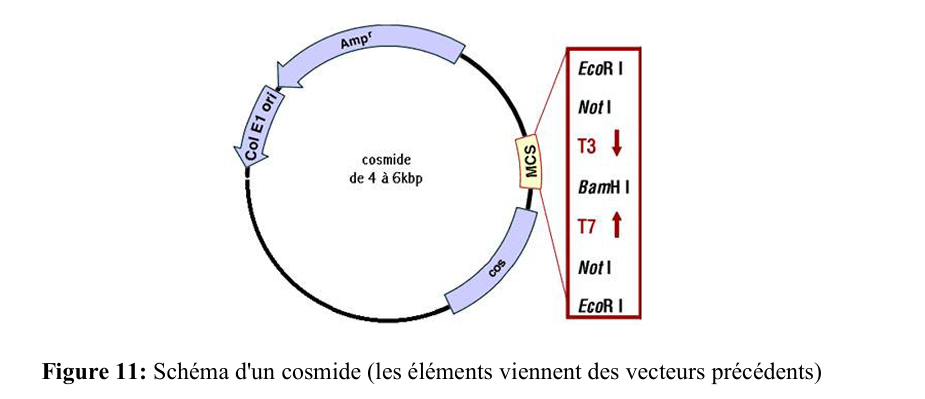 Ampʳ
Col E1 ori
cosmide
de 4 à 6kbp
MCS
cos
EcoR I
Not I
T3
BamH I
T7
Not I
EcoR I
Figure 11: Schéma d'un cosmide (les éléments viennent des vecteurs précédents)